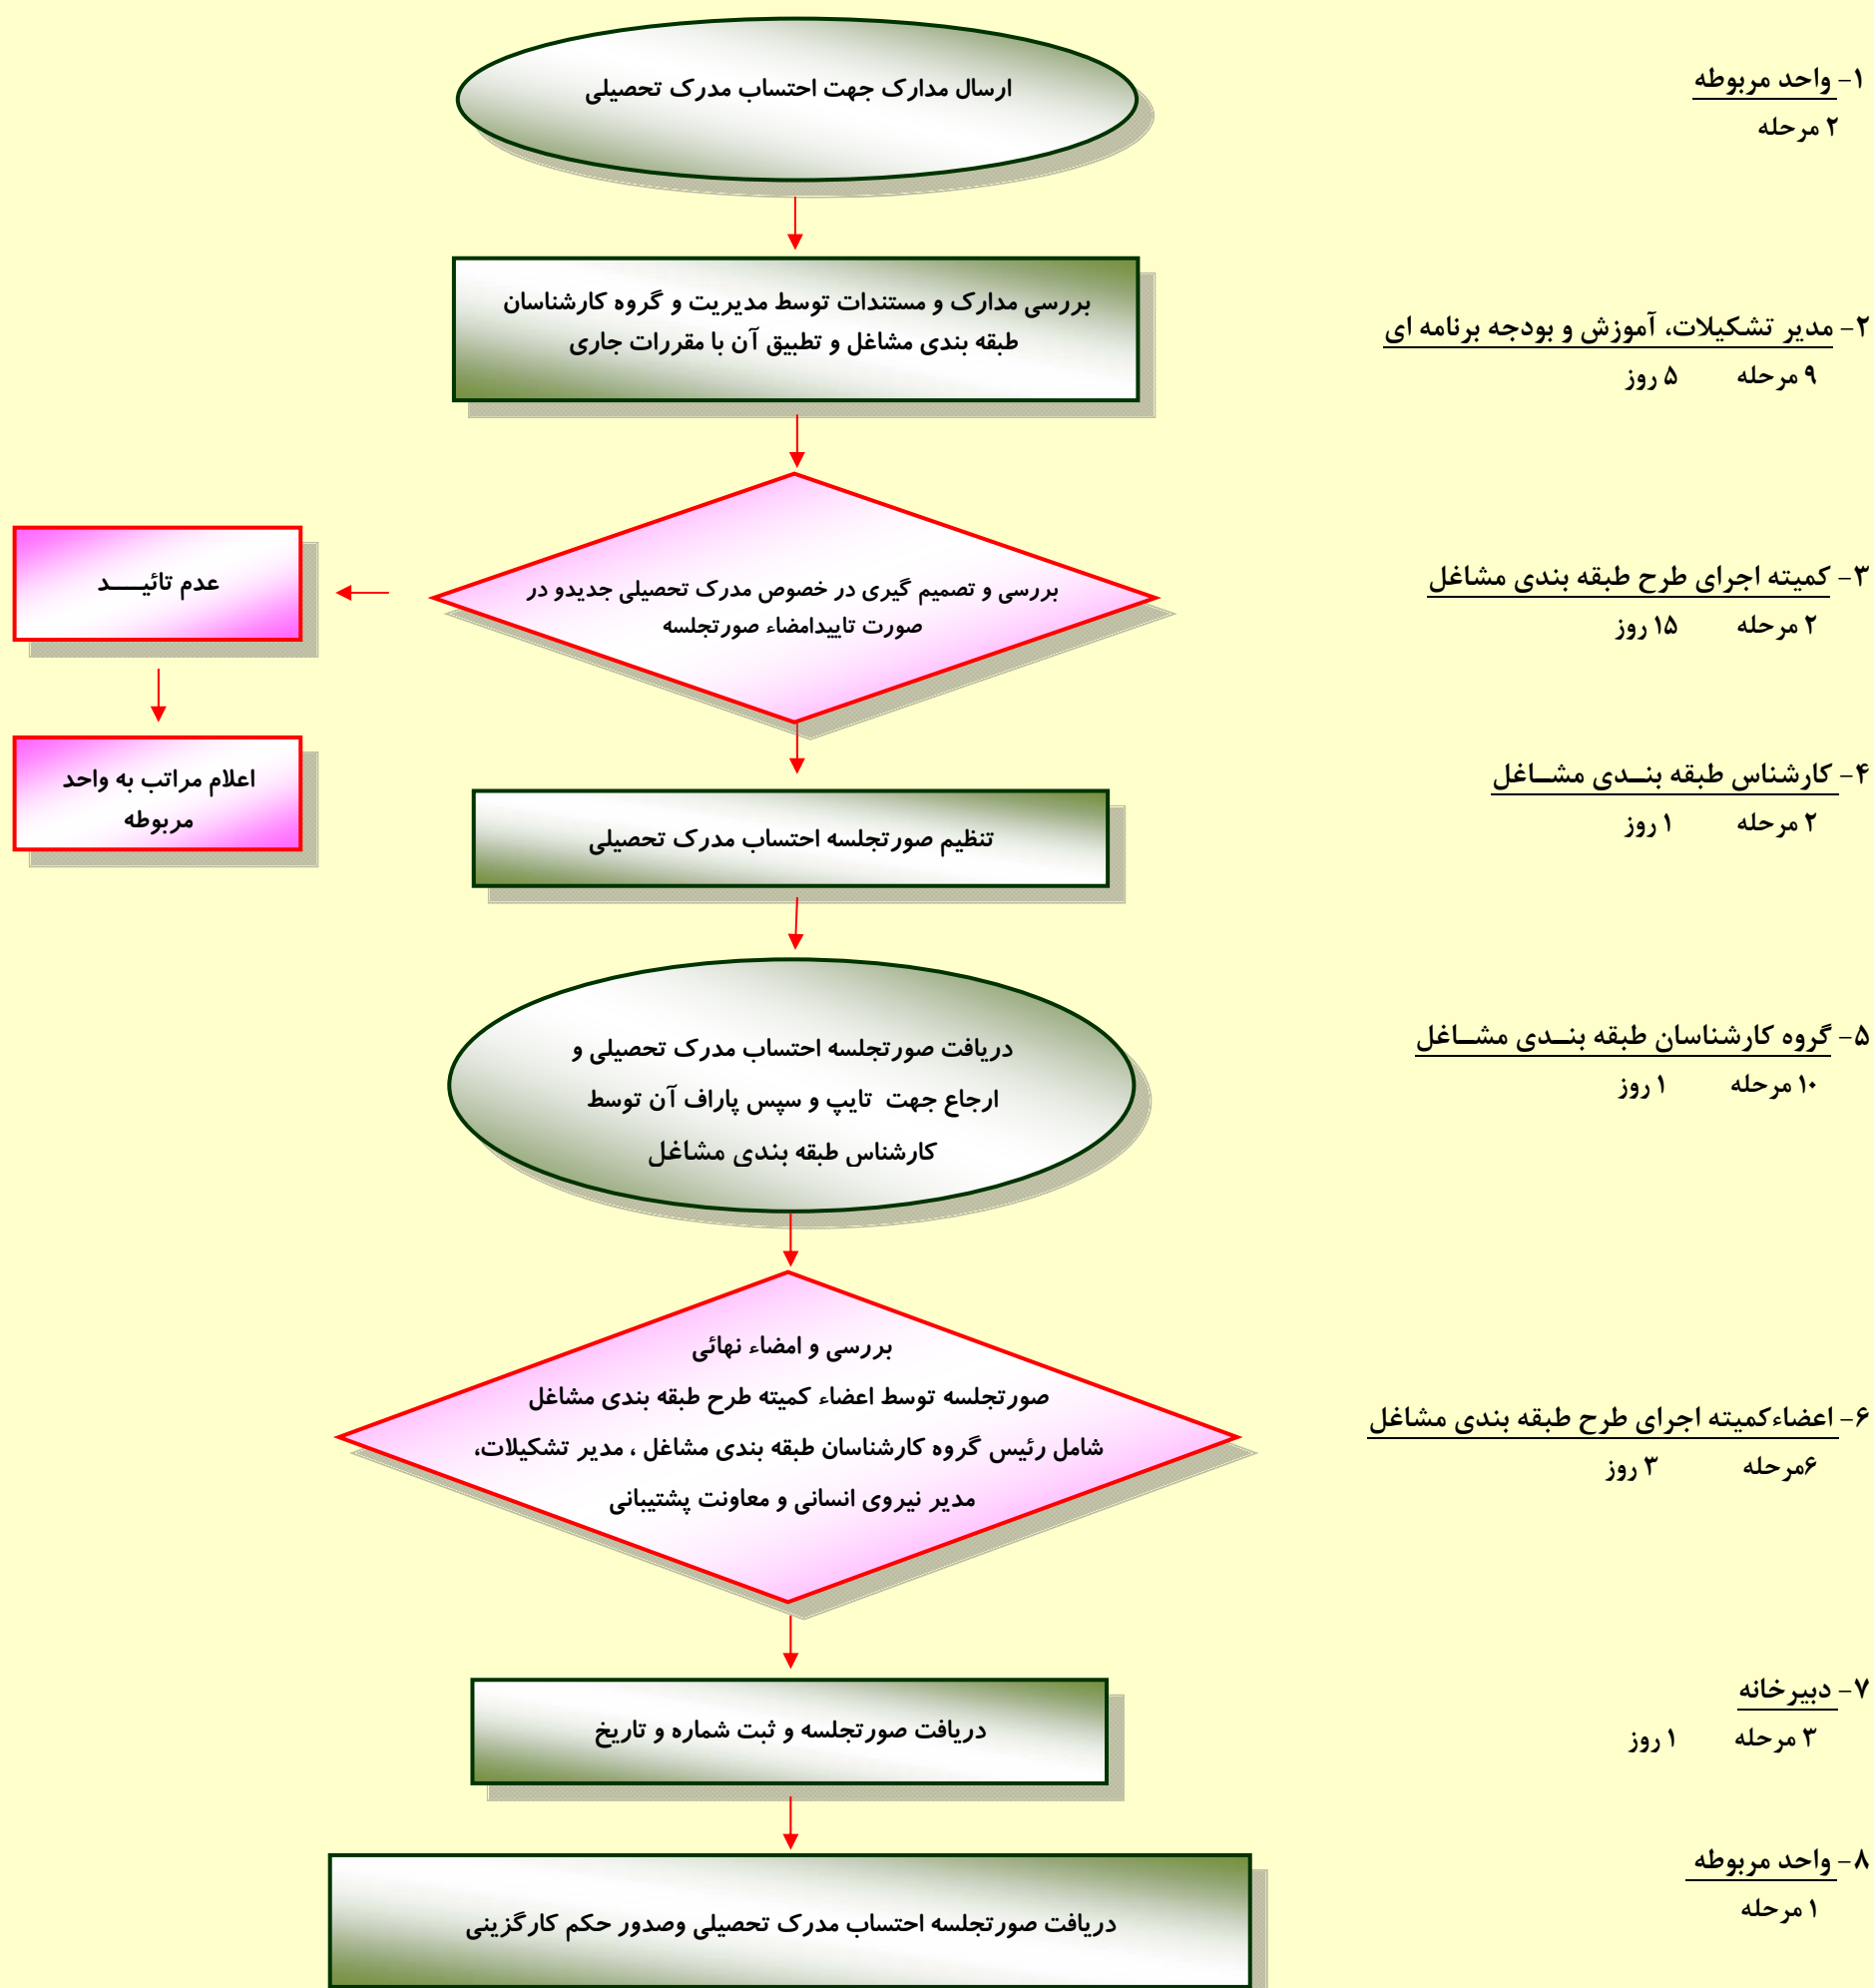 ۱- واحد مربوطه
۲ مرحله
ارسال مدارک جهت احتساب مدرک تحصیلی
۲- مدیر تشکیلات، آموزش و بودجه برنامه ای
۹ مرحله ۵ روز
بررسی مدارک و مستندات توسط مدیریت و گروه کارشناسان
طبقه بندی مشاغل و تطبیق آن با مقررات جاری
۳- کمیته اجرای طرح طبقه بندی مشاغل
۲ مرحله ۱۵ روز
بررسی و تصمیم گیری در خصوص مدرک تحصیلی جدیدو در
صورت تاییدامضاء صورتجلسه
عدم تائیـــــد
اعلام مراتب به واحد
مربوطه
۴- کارشناس طبقه بنــدی مشــاغل
۲ مرحله ۱ روز
تنظیم صورتجلسه احتساب مدرک تحصیلی
۵- گروه کارشناسان طبقه بنــدی مشــاغل
۱۰ مرحله ۱ روز
دریافت صورتجلسه احتساب مدرک تحصیلی و
ارجاع جهت تایپ و سپس پاراف آن توسط
کارشناس طبقه بندی مشاغل
۶- اعضاءکمیته اجرای طرح طبقه بندی مشاغل
۶مرحله ۳ روز
بررسی و امضاء نهائی
صورتجلسه توسط اعضاء کمیته طرح طبقه بندی مشاغل
شامل رئیس گروه کارشناسان طبقه بندی مشاغل ، مدیر تشکیلات،
مدیر نیروی انسانی و معاونت پشتیبانی
۷- دبیرخانه
۳ مرحله ۱ روز
دریافت صورتجلسه و ثبت شماره و تاریخ
۸- واحد مربوطه
۱ مرحله
دریافت صورتجلسه احتساب مدرک تحصیلی وصدور حکم کارگزینی